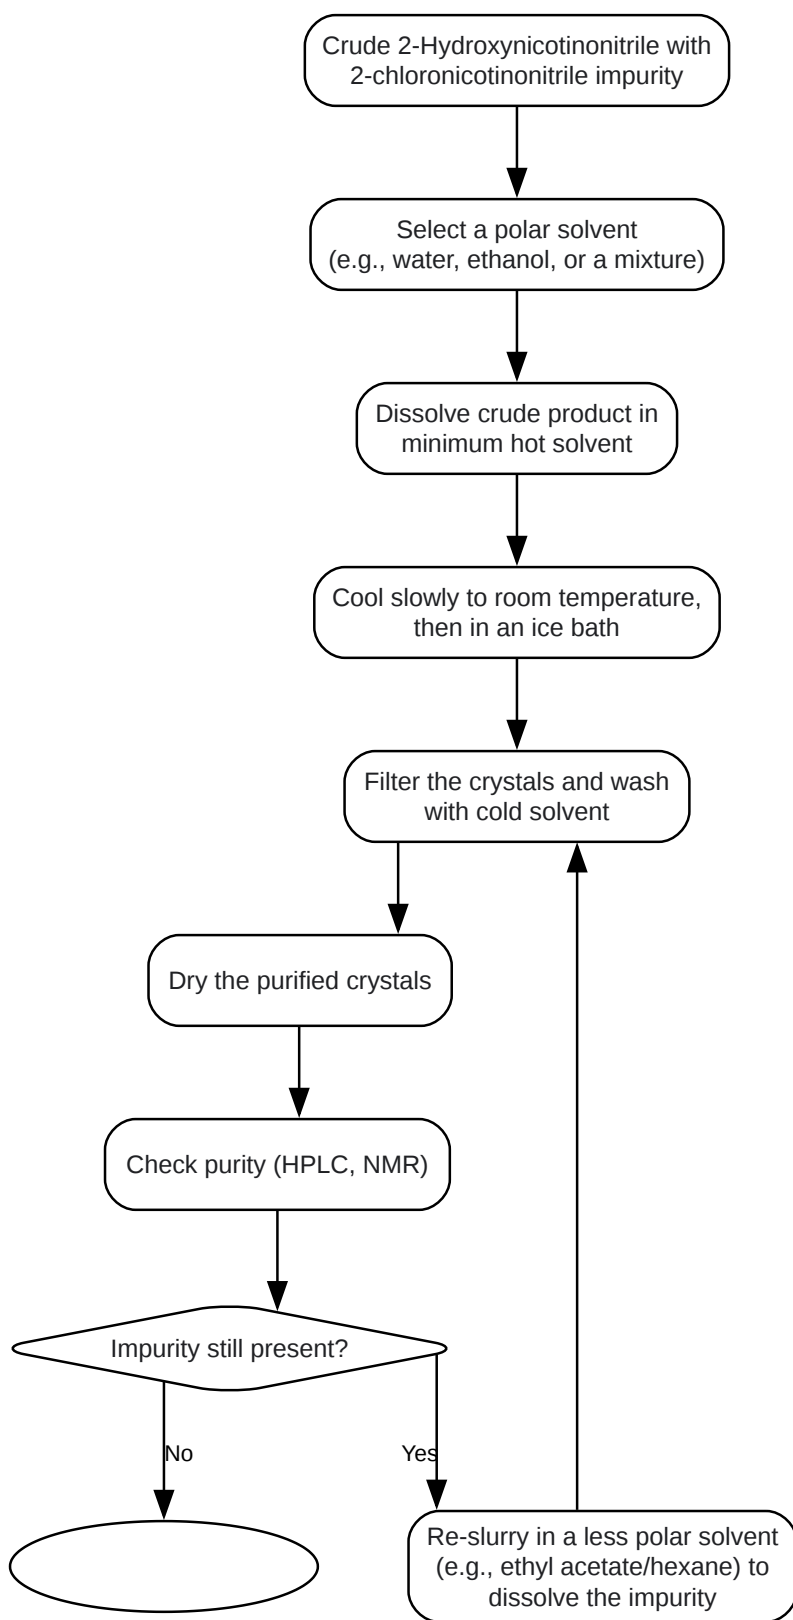 Crude 2-Hydroxynicotinonitrile with
2-chloronicotinonitrile impurity
Select a polar solvent
(e.g., water, ethanol, or a mixture)
Dissolve crude product in
minimum hot solvent
Cool slowly to room temperature,
then in an ice bath
Filter the crystals and wash
with cold solvent
Dry the purified crystals
Check purity (HPLC, NMR)
Impurity still present?
No
Yes
Re-slurry in a less polar solvent
(e.g., ethyl acetate/hexane) to
dissolve the impurity